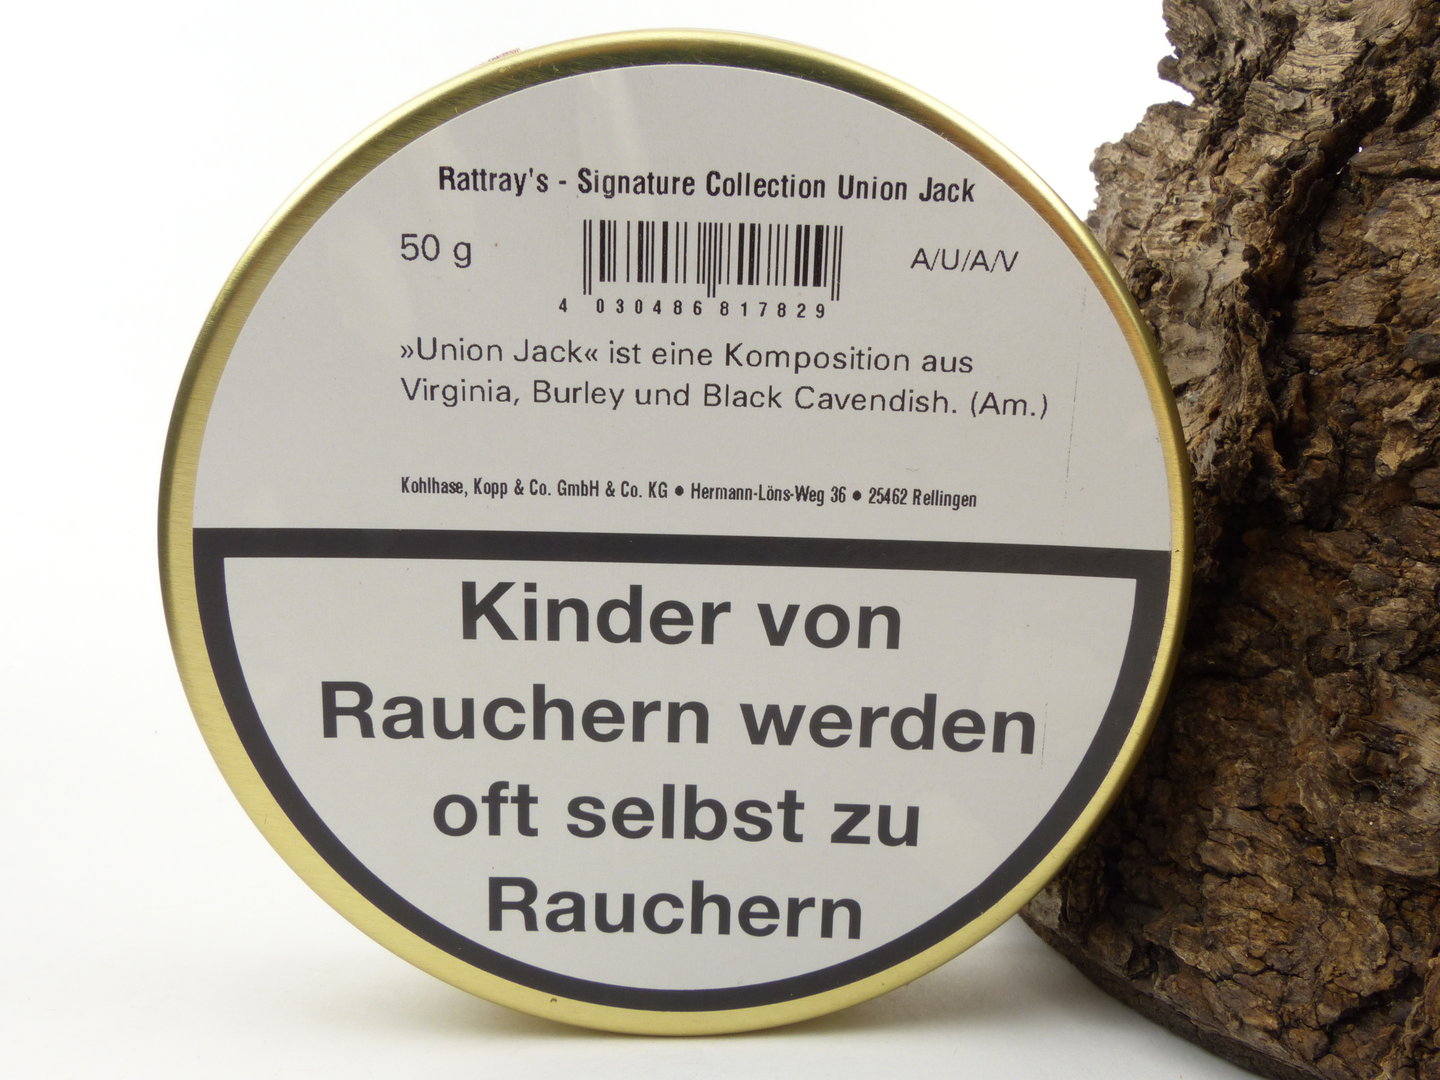 Rattray's - Signature Collection Union Jack
50 g
A/U/A/V
4 030486 817829
»Union Jack« ist eine Komposition aus
Virginia, Burley und Black Cavendish. (Am.)
Kohlhase, Kopp & Co. GmbH & Co. KG ● Hermann-Löns-Weg 36 ● 25462 Rellingen
Kinder von
Rauchern werden
oft selbst zu
Rauchern